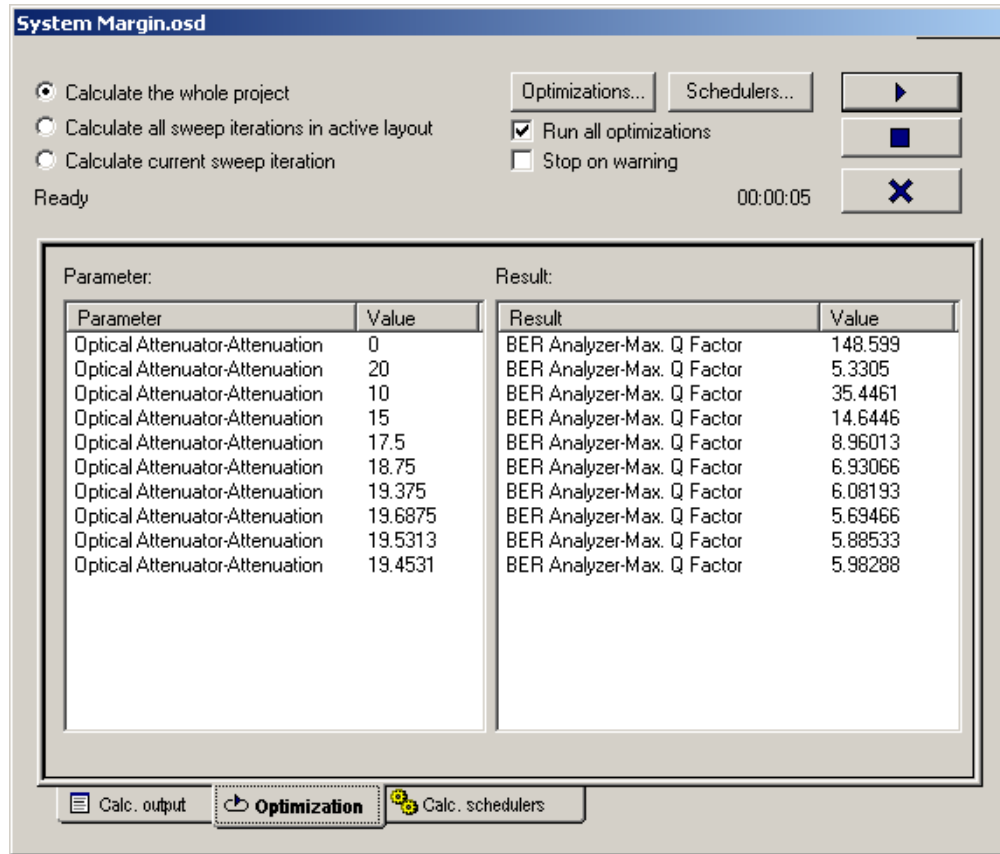 System Margin.osd
Calculate the whole project
Optimizations... Schedulers...
Calculate all sweep iterations in active layout
Run all optimizations
Calculate current sweep iteration
Stop on warning
Ready 00:00:05
Parameter: Result:
Parameter Value Result Value
Optical Attenuator-Attenuation 0 BER Analyzer-Max. Q Factor 148.599
Optical Attenuator-Attenuation 20 BER Analyzer-Max. Q Factor 5.3305
Optical Attenuator-Attenuation 10 BER Analyzer-Max. Q Factor 35.4461
Optical Attenuator-Attenuation 15 BER Analyzer-Max. Q Factor 14.6446
Optical Attenuator-Attenuation 17.5 BER Analyzer-Max. Q Factor 8.96013
Optical Attenuator-Attenuation 18.75 BER Analyzer-Max. Q Factor 6.93066
Optical Attenuator-Attenuation 19.375 BER Analyzer-Max. Q Factor 6.08193
Optical Attenuator-Attenuation 19.6875 BER Analyzer-Max. Q Factor 5.69466
Optical Attenuator-Attenuation 19.5313 BER Analyzer-Max. Q Factor 5.88533
Optical Attenuator-Attenuation 19.4531 BER Analyzer-Max. Q Factor 5.98288
Calc. output Optimization Calc. schedulers